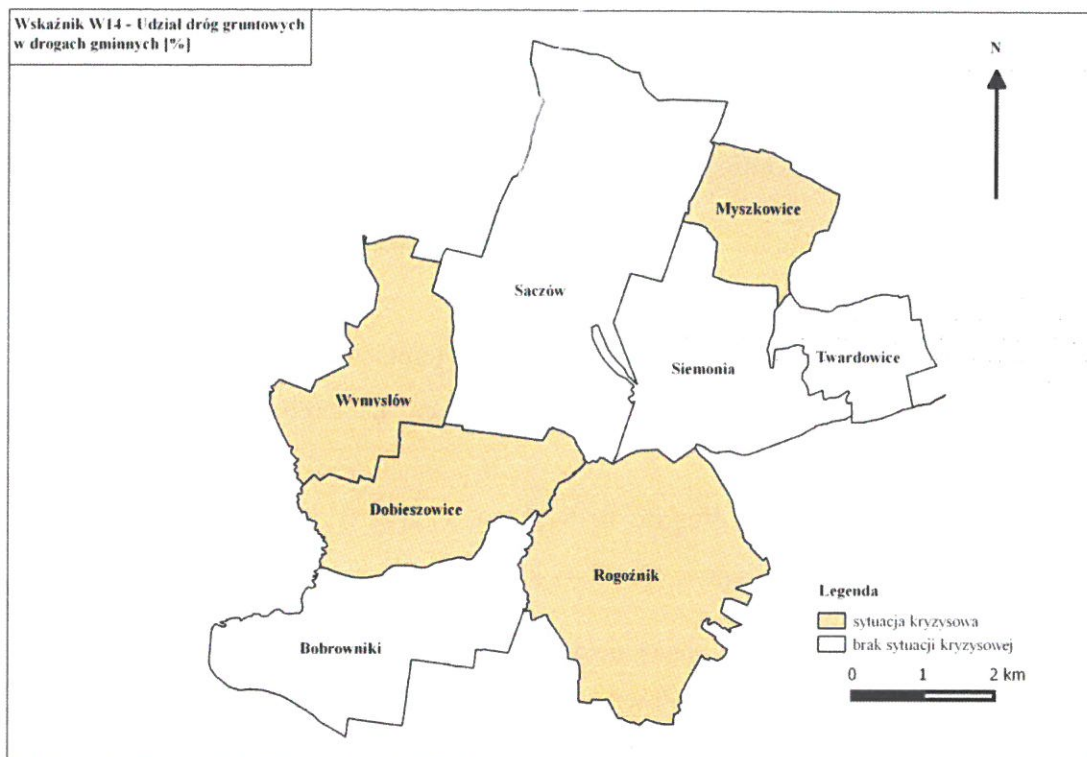 Wskaźnik W14 - Udział dróg gruntowych
w drogach gminnych [%]
N
Myszkowice
Saczów
Siemonia
Twardowice
Wymysłów
Dobieszowice
Rogoźnik
Bobrowniki
Legenda
sytuacja kryzysowa
brak sytuacji kryzysowej
0 1 2 km